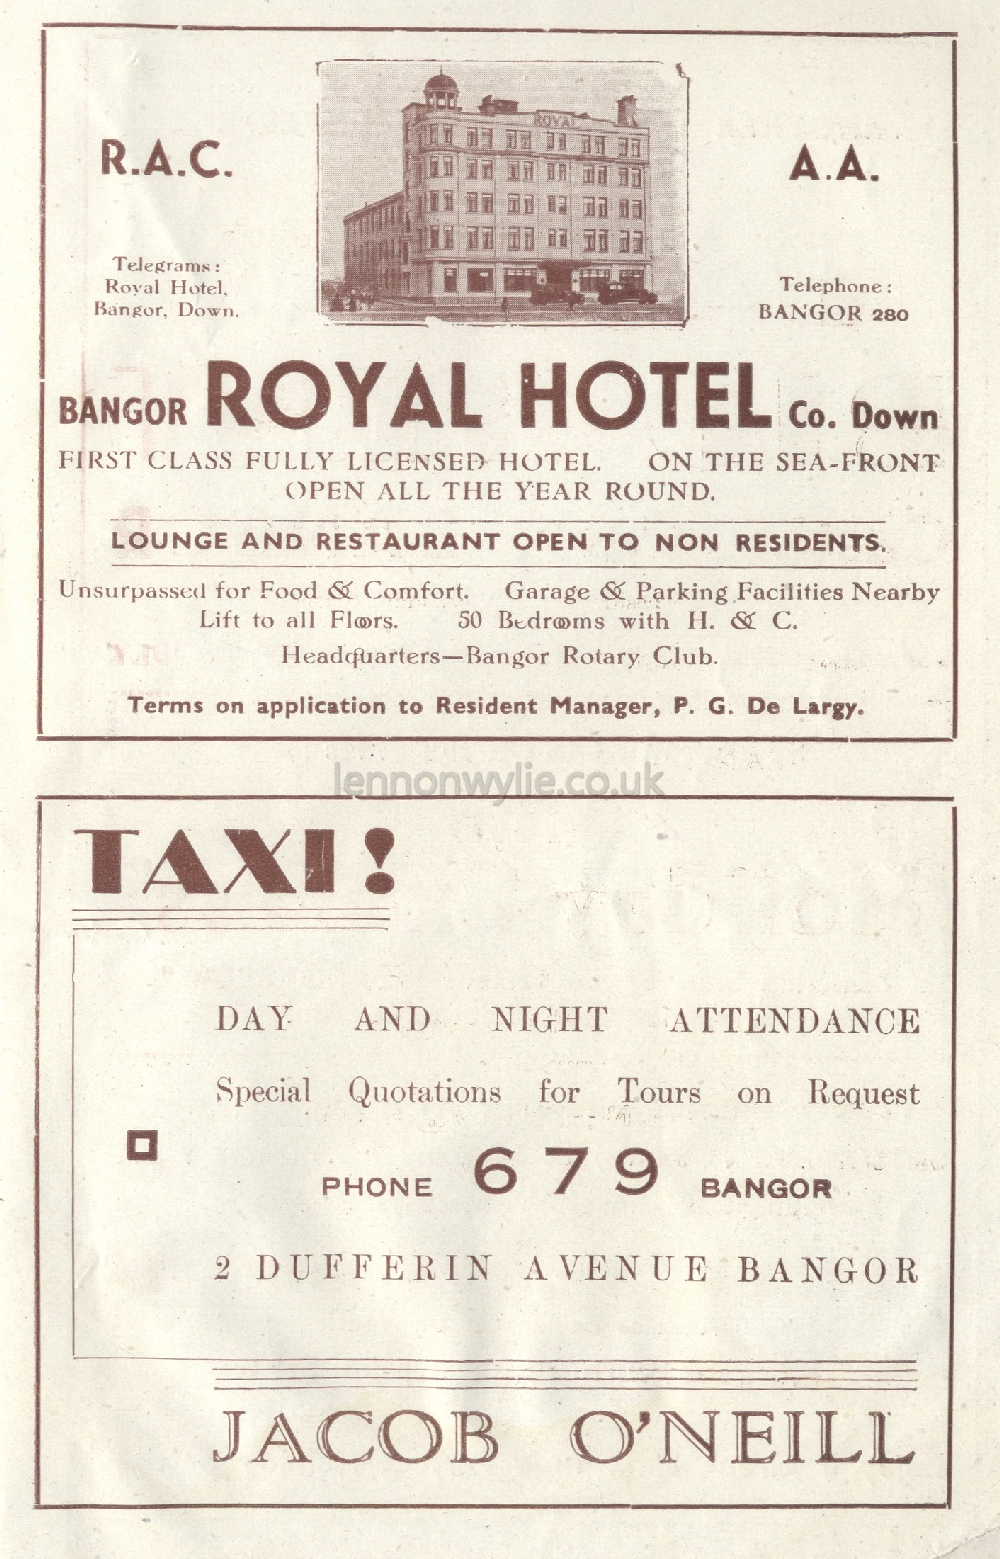 ROYAL
R.A.C.
A.A.
Telegrams:
Royal Hotel,
Bangor, Down.
Telephone:
BANGOR 280
BANGOR ROYAL HOTEL Co. Down
FIRST CLASS FULLY LICENSED HOTEL. ON THE SEA-FRONT
OPEN ALL THE YEAR ROUND.
LOUNGE AND RESTAURANT OPEN TO NON RESIDENTS.
Unsurpassed for Food & Comfort. Garage & Parking Facilities Nearby
Lift to all Floors. 50 Bedrooms with H. & C.
Headquarters—Bangor Rotary Club.
Terms on application to Resident Manager, P. G. De Largy.
lennonwylie.co.uk
TAXI!
DAY AND NIGHT ATTENDANCE
Special Quotations for Tours on Request
PHONE 679 BANGOR
2 DUFFERIN AVENUE BANGOR
JACOB O'NEILL